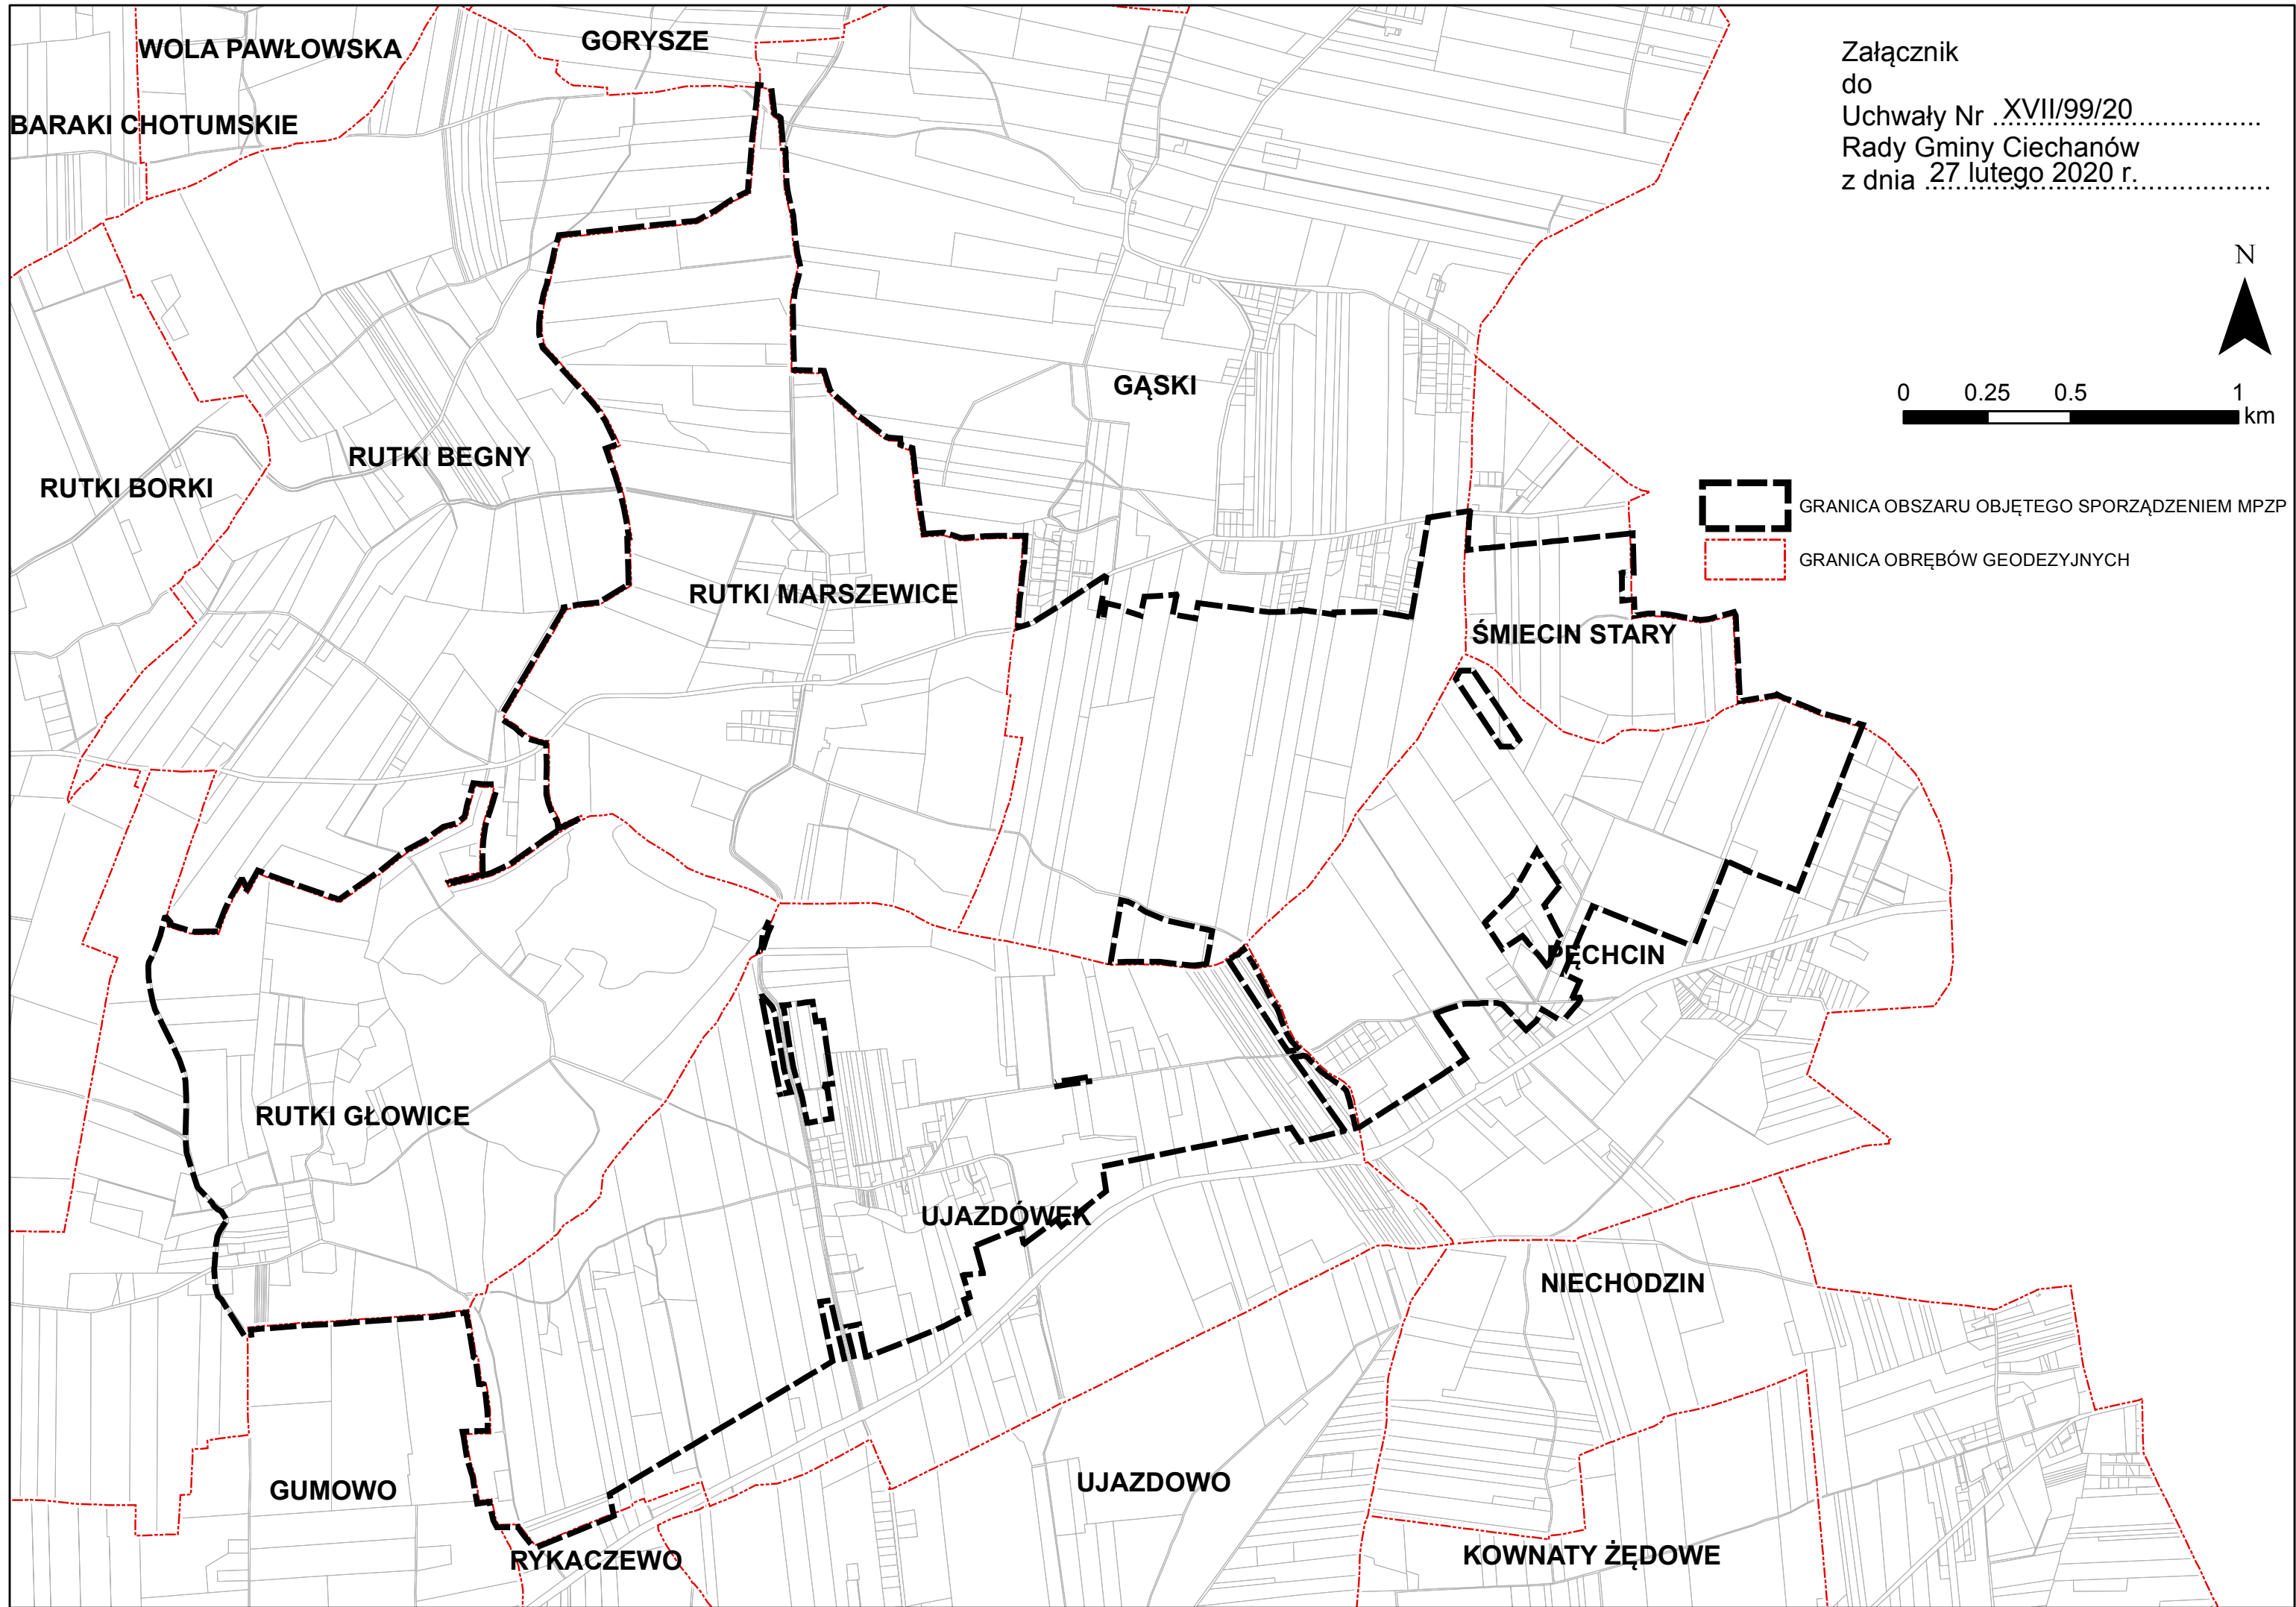 WOLA PAWŁOWSKA
GORYSZE
BARAKI CHOTUMSKIE
Załącznik
do
Uchwały Nr XVII/99/20
Rady Gminy Ciechanów
z dnia 27 lutego 2020 r.
N
0 0.25 0.5 1
km
GĄSKI
RUTKI BEGNY
RUTKI BORKI
GRANICA OBSZARU OBJĘTEGO SPORZĄDZENIEM MPZP
GRANICA OBRĘBÓW GEODEZYJNYCH
RUTKI MARSZEWICE
ŚMIECIN STARY
PĘCHCIN
RUTKI GŁOWICE
UJAZDÓWEK
NIECHODZIN
GUMOWO
UJAZDOWO
RYKACZEWO
KOWNATY ŻĘDOWE